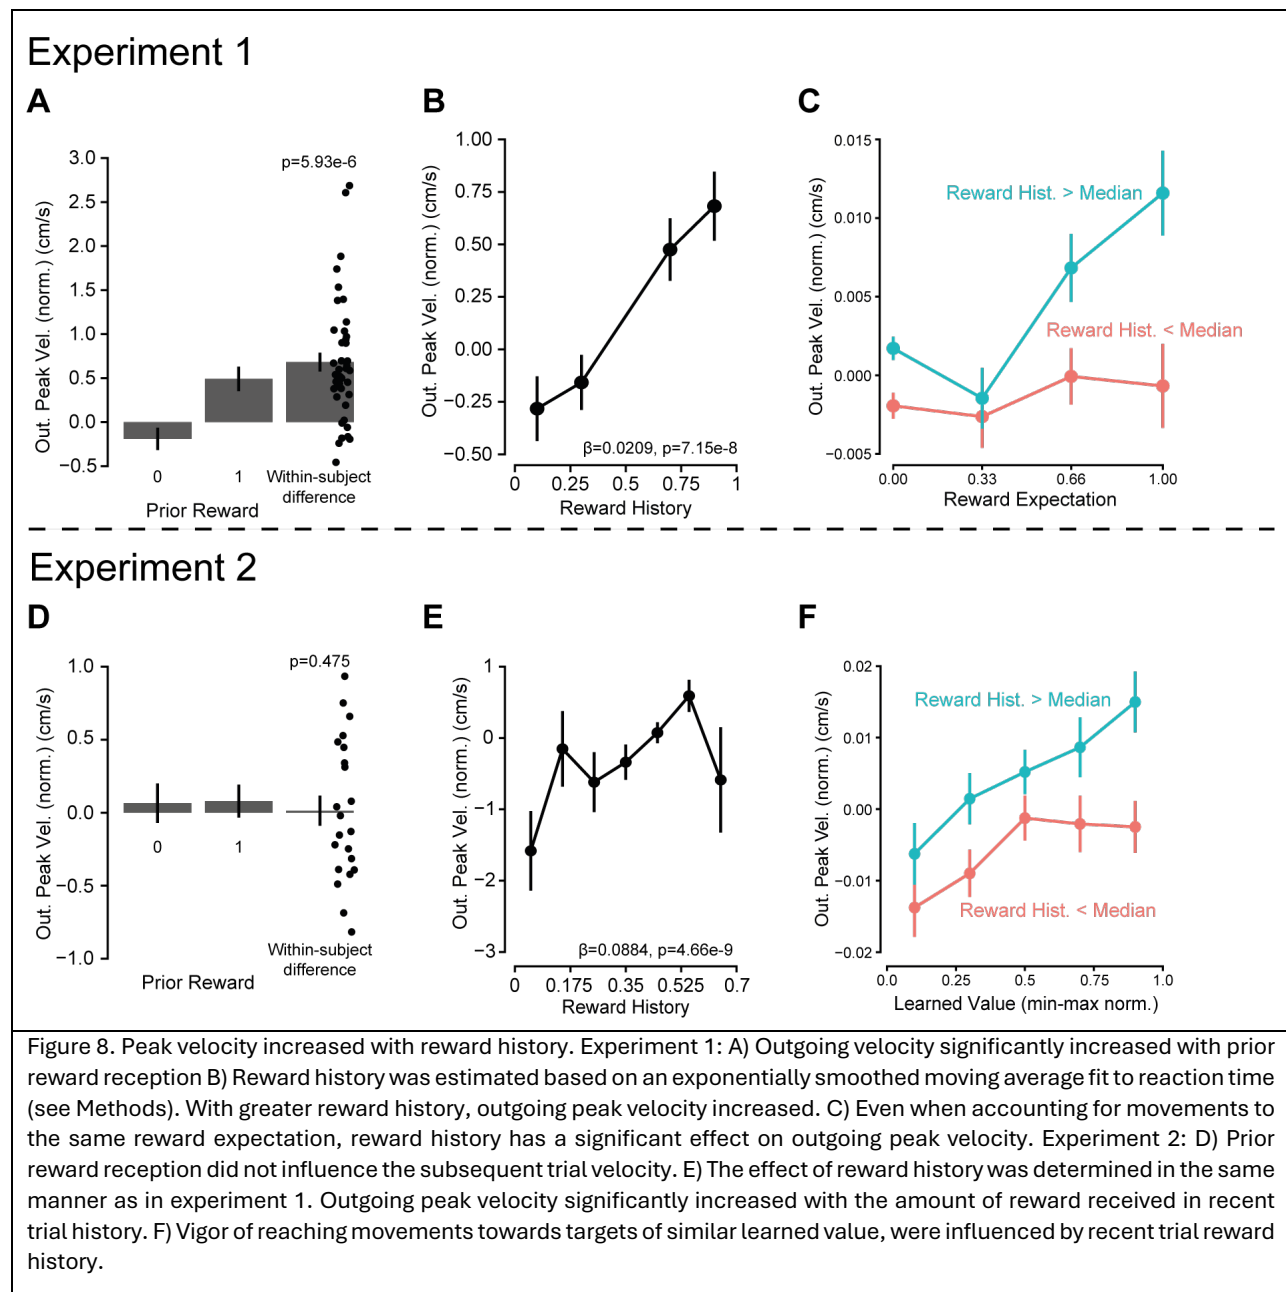 Experiment 1
A
B
C
Out. Peak Vel. (norm.) (cm/s)
3.0
2.5
2.0
1.5
1.0
0.5
0.0
−0.5
p=5.93e-6
0
1
Within-subject
difference
Prior Reward
Out. Peak Vel. (norm.) (cm/s)
1.00
0.75
0.50
0.25
0.00
−0.25
−0.50
β=0.0209, p=7.15e-8
0
0.25
0.50
0.75
1
Reward History
Out. Peak Vel. (norm.) (cm/s)
0.015
0.010
0.005
0.000
−0.005
Reward Hist. > Median
Reward Hist. < Median
0.00
0.33
0.66
1.00
Reward Expectation
Experiment 2
D
E
F
Out. Peak Vel. (norm.) (cm/s)
1.0
0.5
0.0
−0.5
−1.0
p=0.475
0
1
Within-subject
difference
Prior Reward
Out. Peak Vel. (norm.) (cm/s)
1
0
−1
−2
−3
β=0.0884, p=4.66e-9
0
0.175
0.35
0.525
0.7
Reward History
Out. Peak Vel. (norm.) (cm/s)
0.02
0.01
0.00
−0.01
−0.02
Reward Hist. > Median
Reward Hist. < Median
0.0
0.25
0.5
0.75
1.0
Learned Value (min-max norm.)
Figure 8. Peak velocity increased with reward history. Experiment 1: A) Outgoing velocity significantly increased with prior
reward reception B) Reward history was estimated based on an exponentially smoothed moving average fit to reaction time
(see Methods). With greater reward history, outgoing peak velocity increased. C) Even when accounting for movements to
the same reward expectation, reward history has a significant effect on outgoing peak velocity. Experiment 2: D) Prior
reward reception did not influence the subsequent trial velocity. E) The effect of reward history was determined in the same
manner as in experiment 1. Outgoing peak velocity significantly increased with the amount of reward received in recent
trial history. F) Vigor of reaching movements towards targets of similar learned value, were influenced by recent trial reward
history.